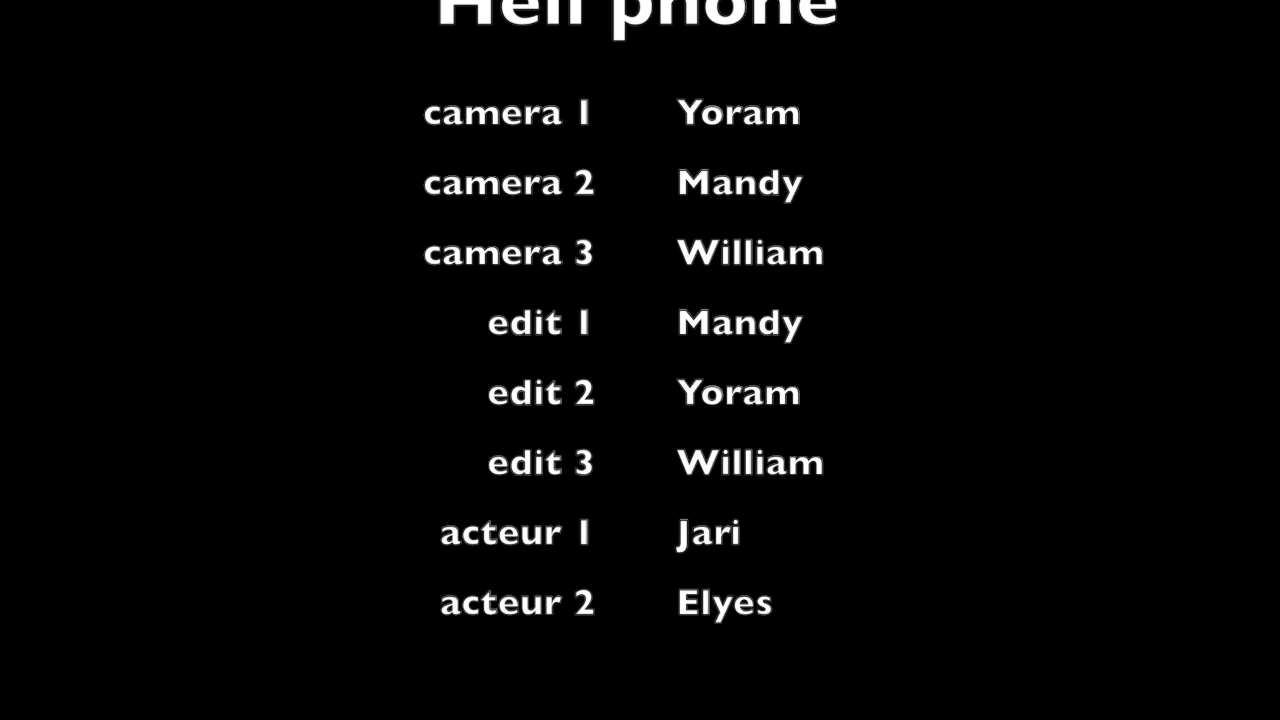 Hell phone
camera 1 Yoram
camera 2 Mandy
camera 3 William
edit 1 Mandy
edit 2 Yoram
edit 3 William
acteur 1 Jari
acteur 2 Elyes